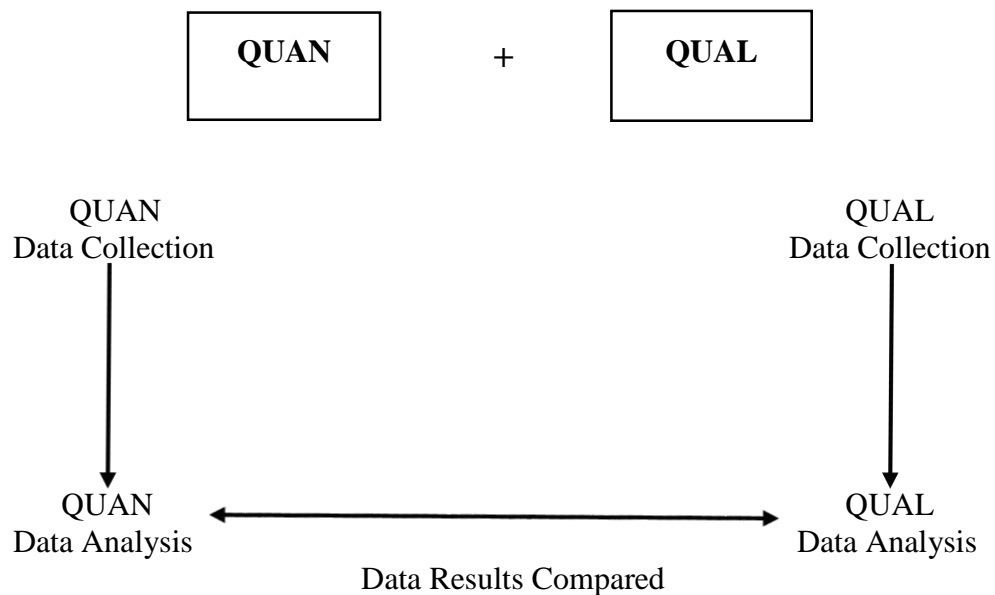 QUAN + QUAL
QUAN
Data Collection
QUAL
Data Collection
QUAN
Data Analysis
QUAL
Data Analysis
Data Results Compared